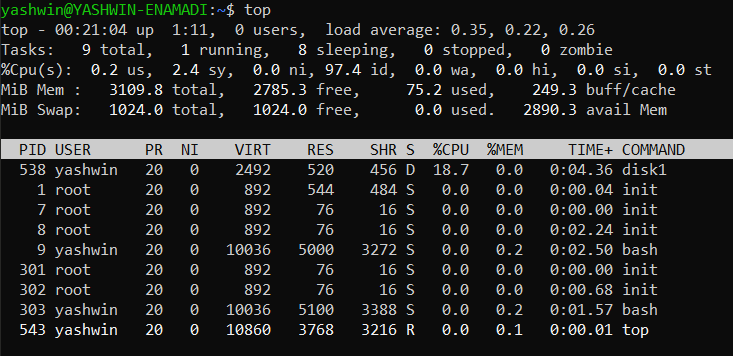 yashwin@YASHWIN-ENAMADI:~$ top
top - 00:21:04 up  1:11,  0 users,  load average: 0.35, 0.22, 0.26
Tasks:   9 total,   1 running,   8 sleeping,   0 stopped,   0 zombie
%Cpu(s):  0.2 us,  2.4 sy,  0.0 ni, 97.4 id,  0.0 wa,  0.0 hi,  0.0 si,  0.0 st
MiB Mem :   3109.8 total,   2785.3 free,     75.2 used,    249.3 buff/cache
MiB Swap:   1024.0 total,   1024.0 free,      0.0 used.   2890.3 avail Mem
  PID USER      PR  NI    VIRT    RES    SHR S  %CPU  %MEM     TIME+ COMMAND
  538 yashwin   20   0    2492    520    456 D  18.7   0.0   0:04.36 disk1
    1 root      20   0     892    544    484 S   0.0   0.0   0:00.04 init
    7 root      20   0     892     76     16 S   0.0   0.0   0:00.00 init
    8 root      20   0     892     76     16 S   0.0   0.0   0:02.24 init
    9 yashwin   20   0   10036   5000   3272 S   0.0   0.2   0:02.50 bash
  301 root      20   0     892     76     16 S   0.0   0.0   0:00.00 init
  302 root      20   0     892     76     16 S   0.0   0.0   0:00.68 init
  303 yashwin   20   0   10036   5100   3388 S   0.0   0.2   0:01.57 bash
  543 yashwin   20   0   10860   3768   3216 R   0.0   0.1   0:00.01 top